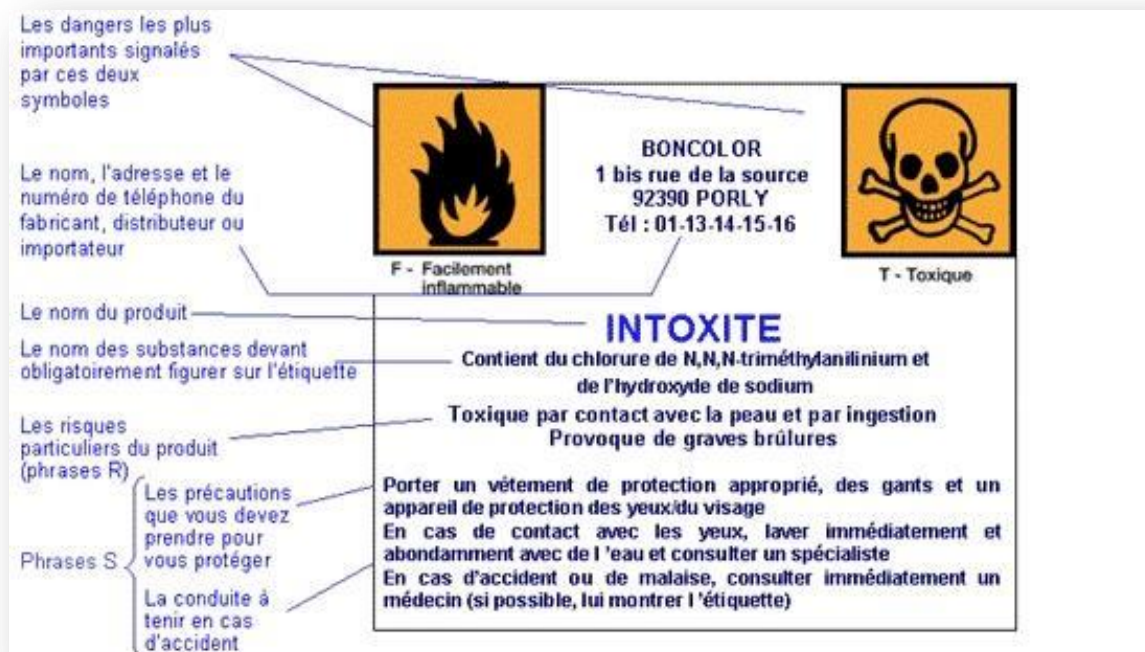 Les dangers les plus
importants signalés
par ces deux
symboles
Le nom, l'adresse et le
numéro de téléphone du
fabricant, distributeur ou
importateur
Le nom du produit
Le nom des substances devant
obligatoirement figurer sur l'étiquette
Les risques
particuliers du produit
(phrases R)
Phrases S
Les précautions
que vous devez
prendre pour
vous protéger
La conduite à
tenir en cas
d'accident
F - Facilement
inflammable
BONCOLOR
1 bis rue de la source
92390 PORLY
Tél : 01-13-14-15-16
T - Toxique
INTOXITE
Contient du chlorure de N,N,N-triméthylanilinium et
de l'hydroxyde de sodium
Toxique par contact avec la peau et par ingestion
Provoque de graves brûlures
Porter un vêtement de protection approprié, des gants et un
appareil de protection des yeux/du visage
En cas de contact avec les yeux, laver immédiatement et
abondamment avec de l 'eau et consulter un spécialiste
En cas d'accident ou de malaise, consulter immédiatement un
médecin (si possible, lui montrer l 'étiquette)